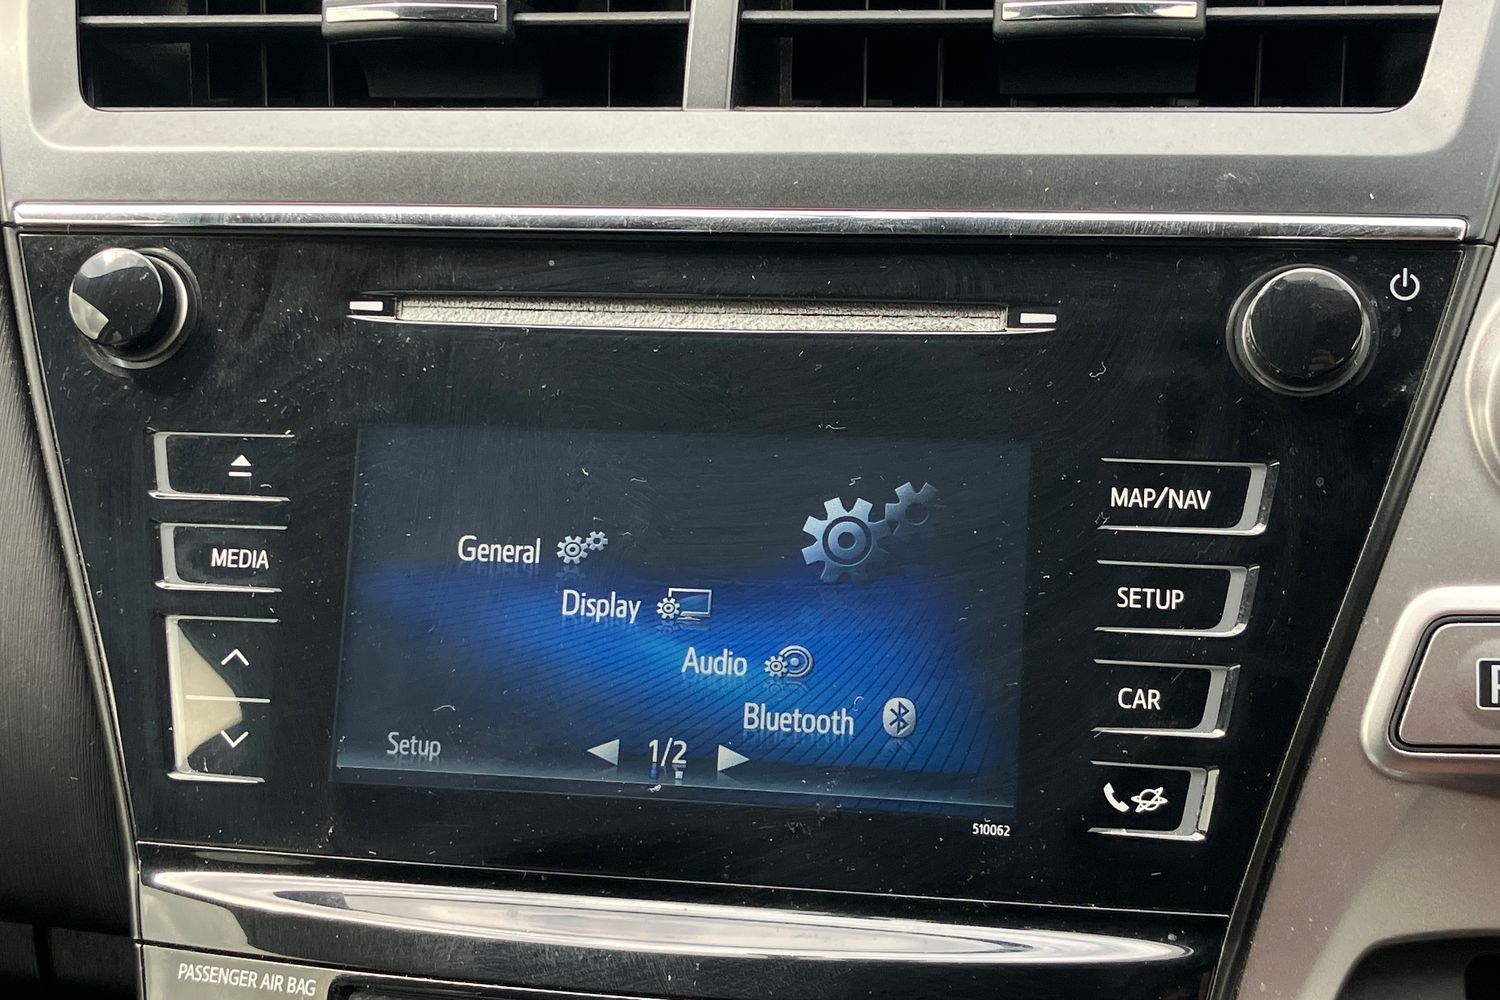 MEDIA
MAP/NAV
SETUP
CAR
General
Display
Audio
Bluetooth
Setup
1/2
510062
PASSENGER AIR BAG